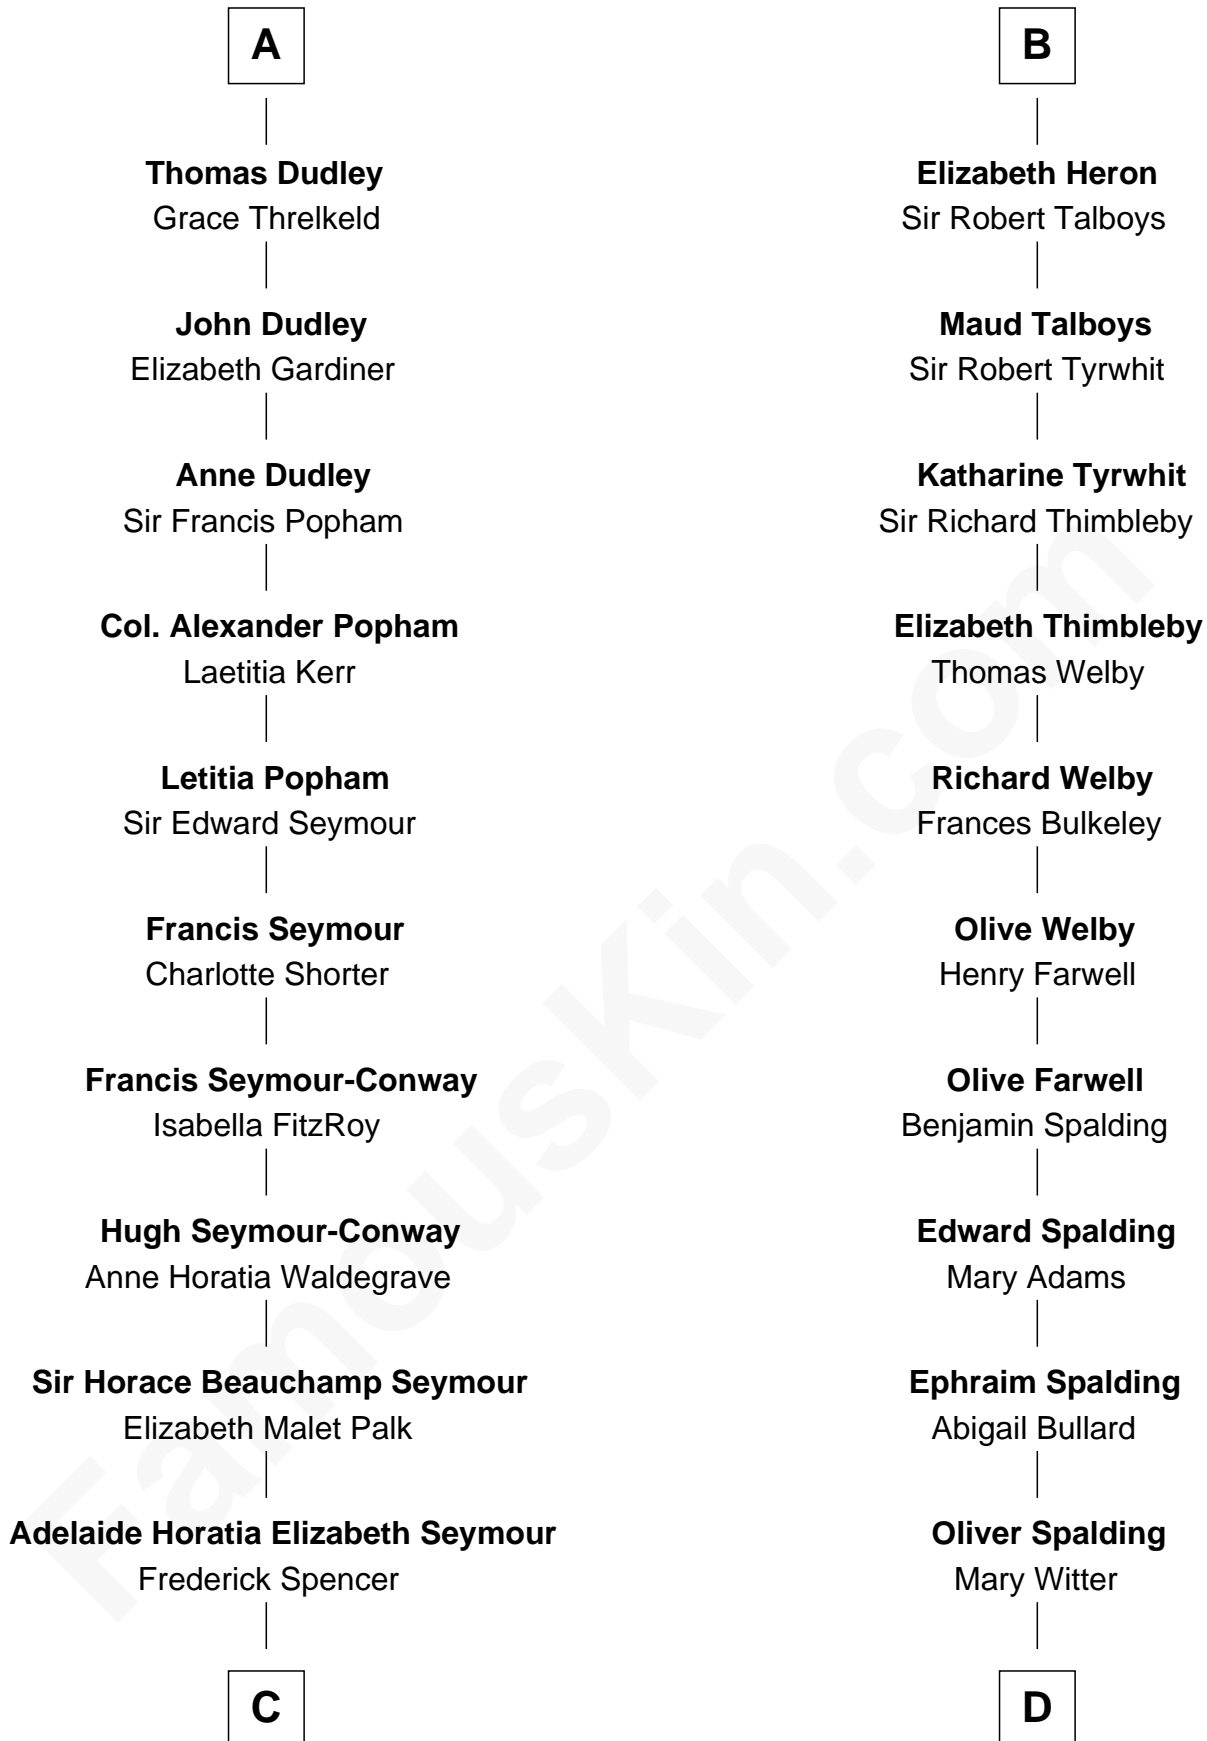 A
Thomas Dudley
Grace Threlkeld
John Dudley
Elizabeth Gardiner
Anne Dudley
Sir Francis Popham
Col. Alexander Popham
Laetitia Kerr
Letitia Popham
Sir Edward Seymour
Francis Seymour
Charlotte Shorter
Francis Seymour-Conway
Isabella FitzRoy
Hugh Seymour-Conway
Anne Horatia Waldegrave
Sir Horace Beauchamp Seymour
Elizabeth Malet Palk
Adelaide Horatia Elizabeth Seymour
Frederick Spencer
C
B
Elizabeth Heron
Sir Robert Talboys
Maud Talboys
Sir Robert Tyrwhit
Katharine Tyrwhit
Sir Richard Thimbleby
Elizabeth Thimbleby
Thomas Welby
Richard Welby
Frances Bulkeley
Olive Welby
Henry Farwell
Olive Farwell
Benjamin Spalding
Edward Spalding
Mary Adams
Ephraim Spalding
Abigail Bullard
Oliver Spalding
Mary Witter
D
FamousKin.com